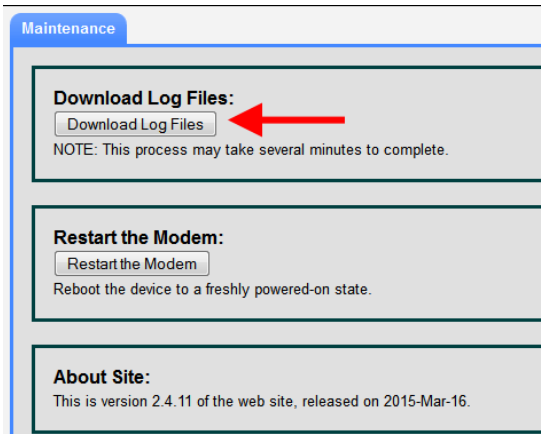 Maintenance
Download Log Files:
Download Log Files
NOTE: This process may take several minutes to complete.
Restart the Modem:
Restart the Modem
Reboot the device to a freshly powered-on state.
About Site:
This is version 2.4.11 of the web site, released on 2015-Mar-16.